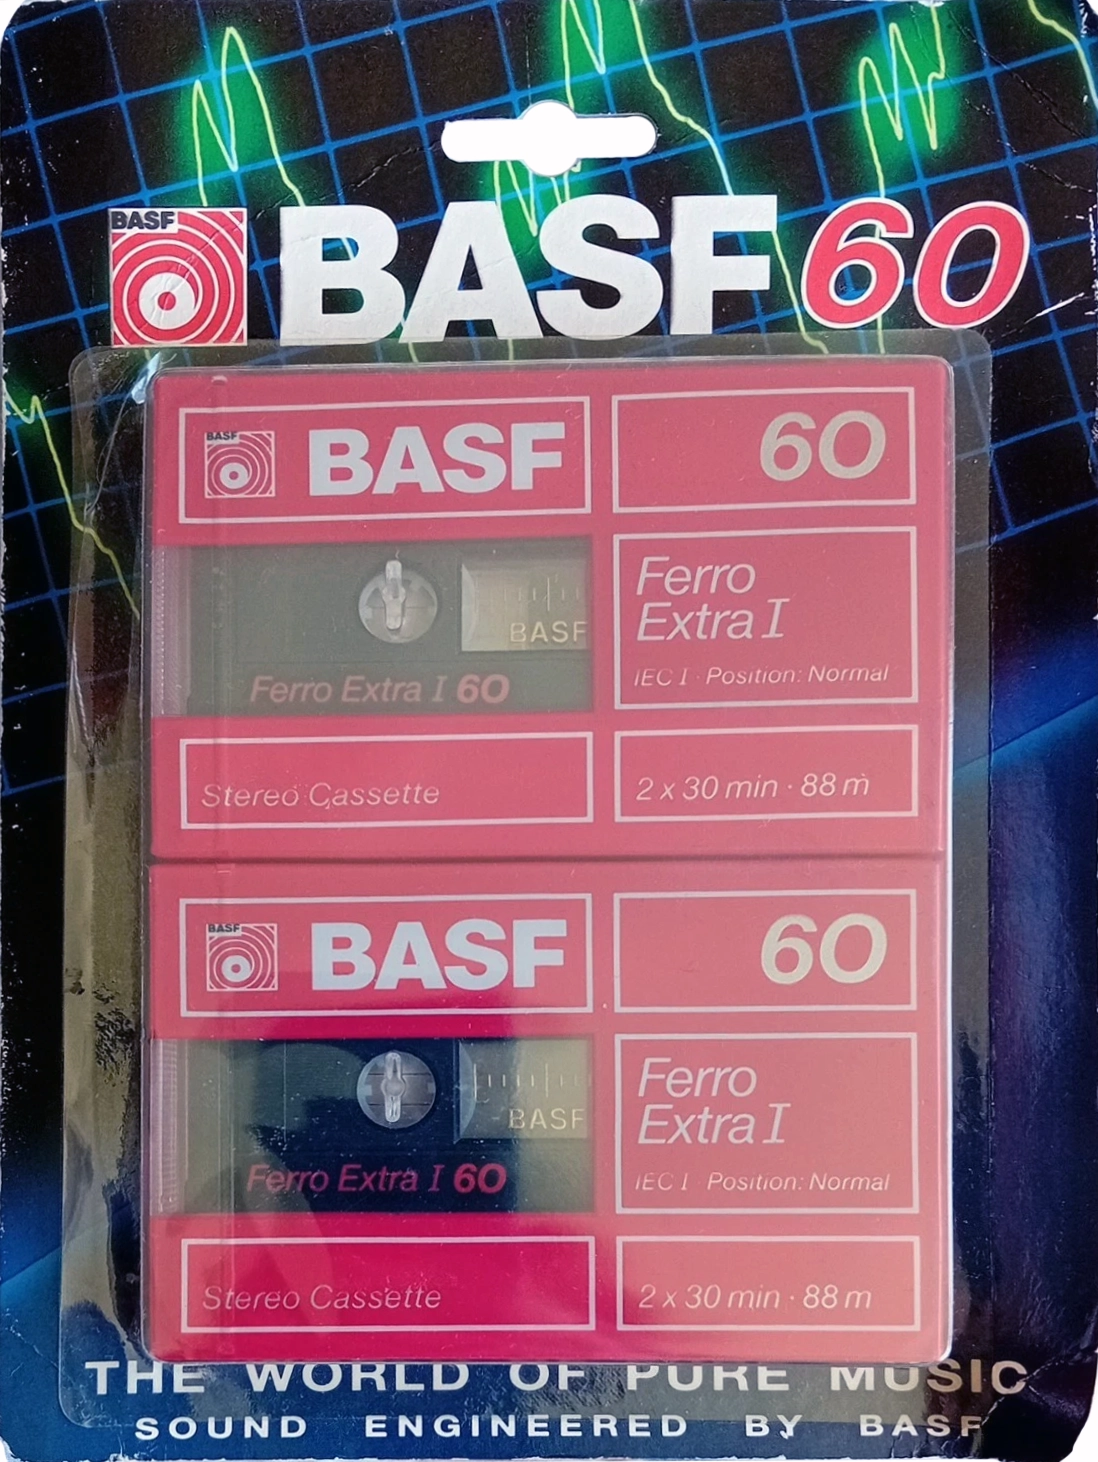 BASF
BASF 60
BASF
BASF
60
BASF
Ferro
Extra I
IEC I · Position: Normal
Ferro Extra I 60
Stereo Cassette
2 x 30 min · 88 m
BASF
BASF
60
BASF
Ferro
Extra I
IEC I · Position: Normal
Ferro Extra I 60
Stereo Cassette
2 x 30 min · 88 m
THE WORLD OF PURE MUSIC
SOUND ENGINEERED BY BASF